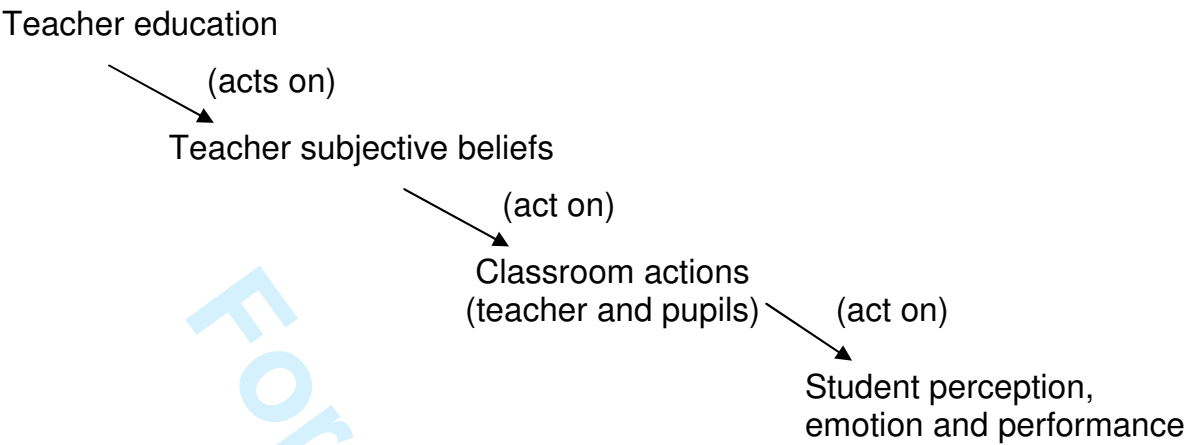 Teacher education
(acts on)
Teacher subjective beliefs
(act on)
Classroom actions
(teacher and pupils)
(act on)
Student perception,
emotion and performance
For